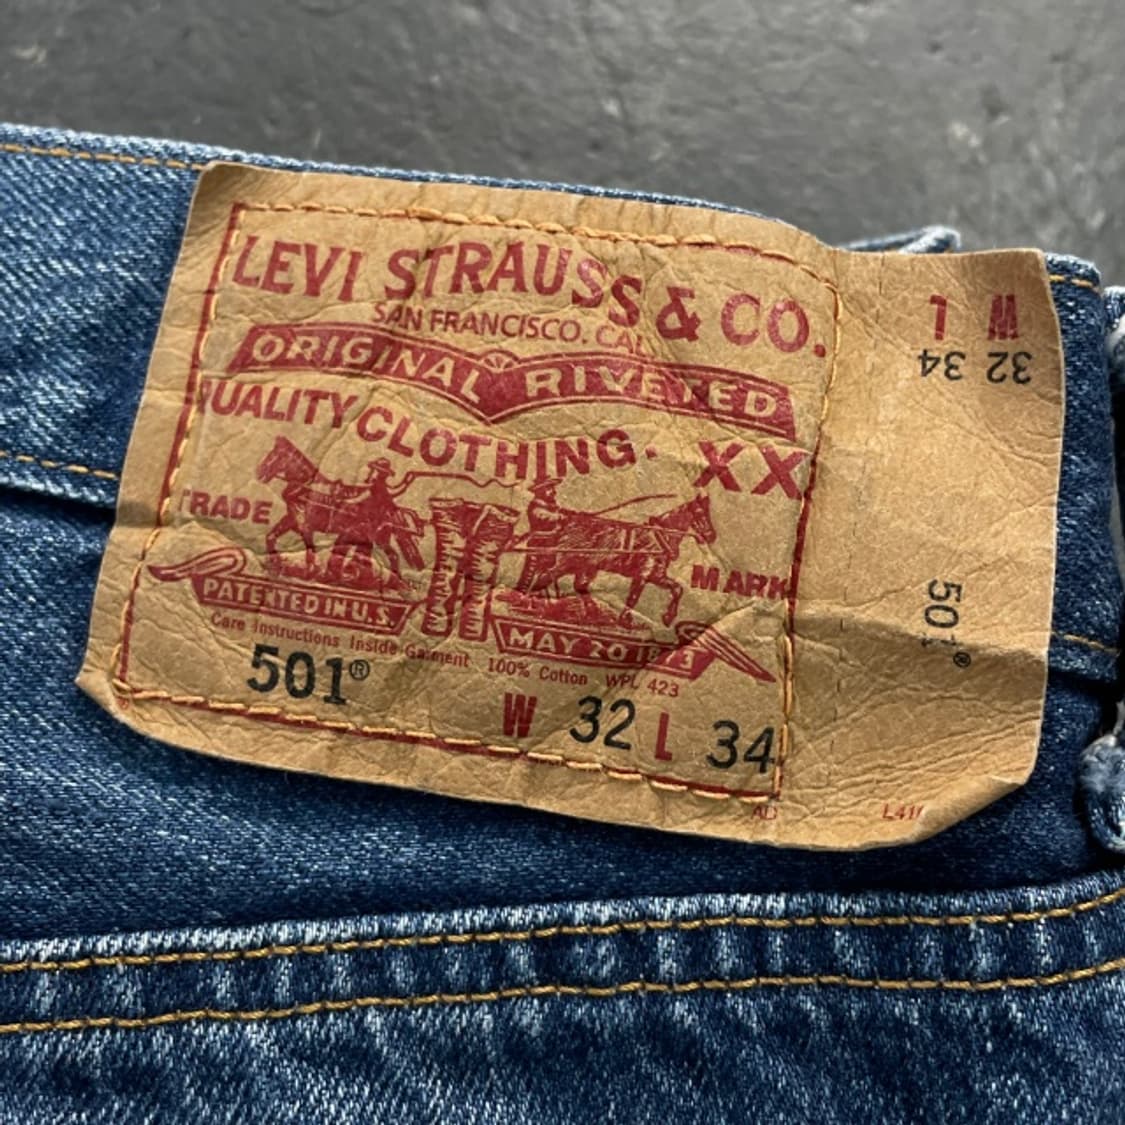 LEVI STRAUSS & CO.
SAN FRANCISCO. CAL
ORIGINAL RIVETED
QUALITY CLOTHING. XX
TRADE MARK
PATENTED IN U.S. MAY 20 1873
Care Instructions Inside Garment 100% Cotton WPL 423
501®
W 32 L 34
W L
32 34
501®